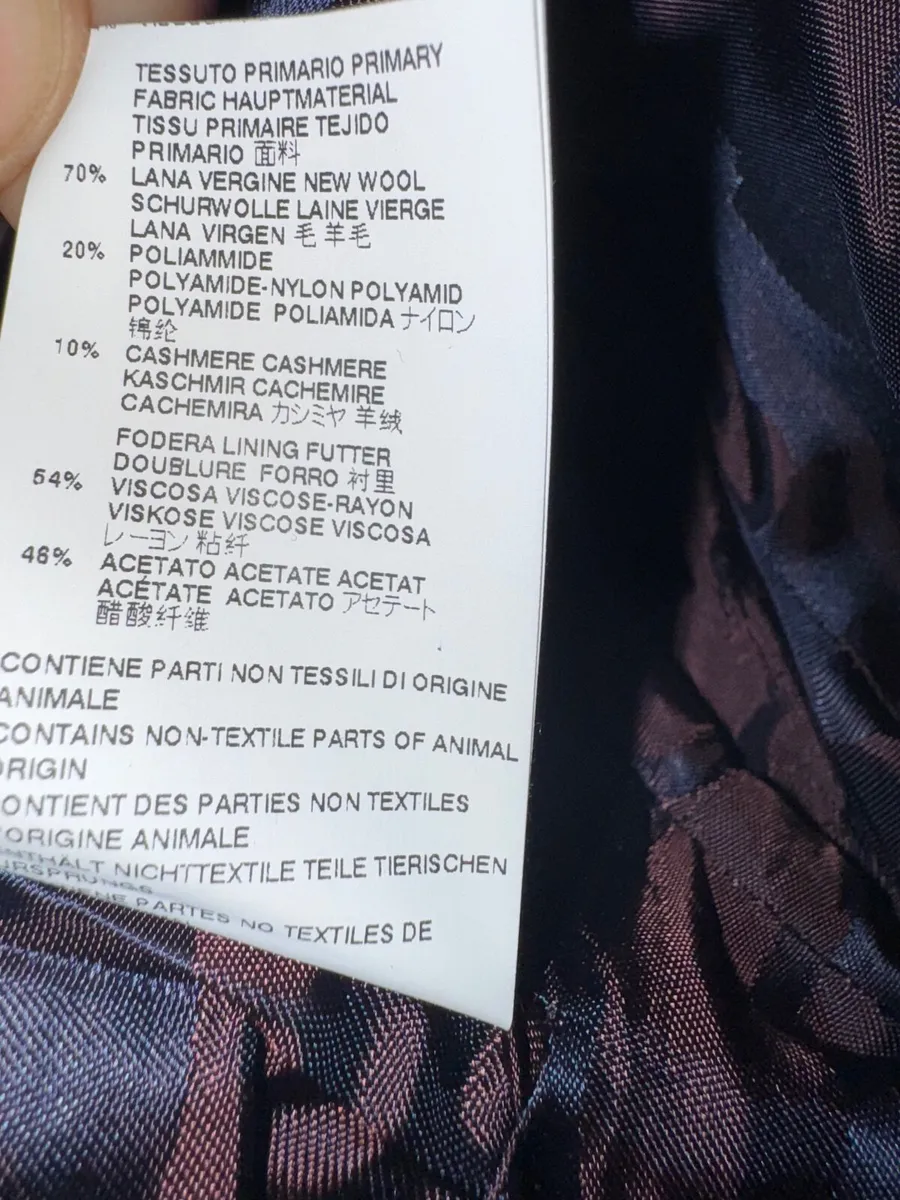 TESSUTO PRIMARIO PRIMARY
FABRIC HAUPTMATERIAL
TISSU PRIMAIRE TEJIDO
PRIMARIO 面料
70% LANA VERGINE NEW WOOL
SCHURWOLLE LAINE VIERGE
LANA VIRGEN 毛 羊毛
20% POLIAMMIDE
POLYAMIDE-NYLON POLYAMID
POLYAMIDE POLIAMIDA ナイロン
锦纶
10% CASHMERE CASHMERE
KASCHMIR CACHEMIRE
CACHEMIRA カシミヤ 羊绒
FODERA LINING FUTTER
DOUBLURE FORRO 衬里
54% VISCOSA VISCOSE-RAYON
VISKOSE VISCOSE VISCOSA
レーヨン 粘纤
46% ACETATO ACETATE ACETAT
ACÉTATE ACETATO アセテート
醋酸纤维
CONTIENE PARTI NON TESSILI DI ORIGINE
ANIMALE
CONTAINS NON-TEXTILE PARTS OF ANIMAL
ORIGIN
CONTIENT DES PARTIES NON TEXTILES
ORIGINE ANIMALE
ENTHÄLT NICHTTEXTILE TEILE TIERISCHEN
URSPRUNGS
PARTES NO TEXTILES DE